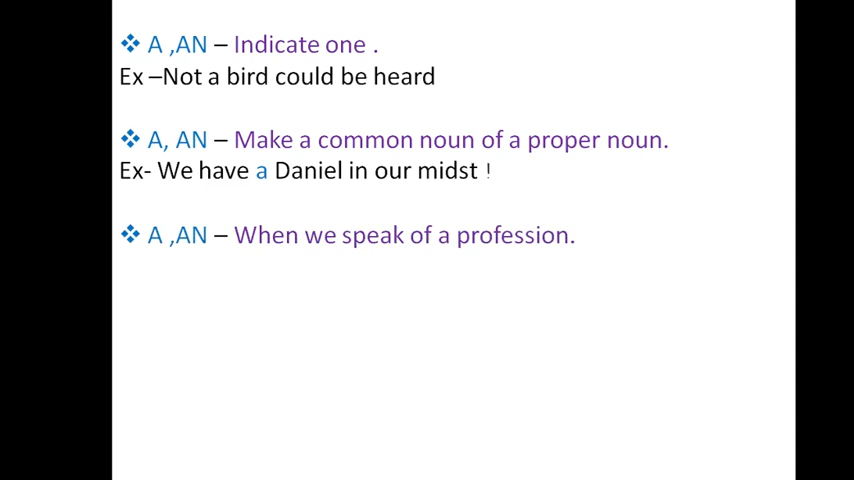 ❖ A ,AN – Indicate one .
Ex –Not a bird could be heard
❖ A, AN – Make a common noun of a proper noun.
Ex- We have a Daniel in our midst !
❖ A ,AN – When we speak of a profession.